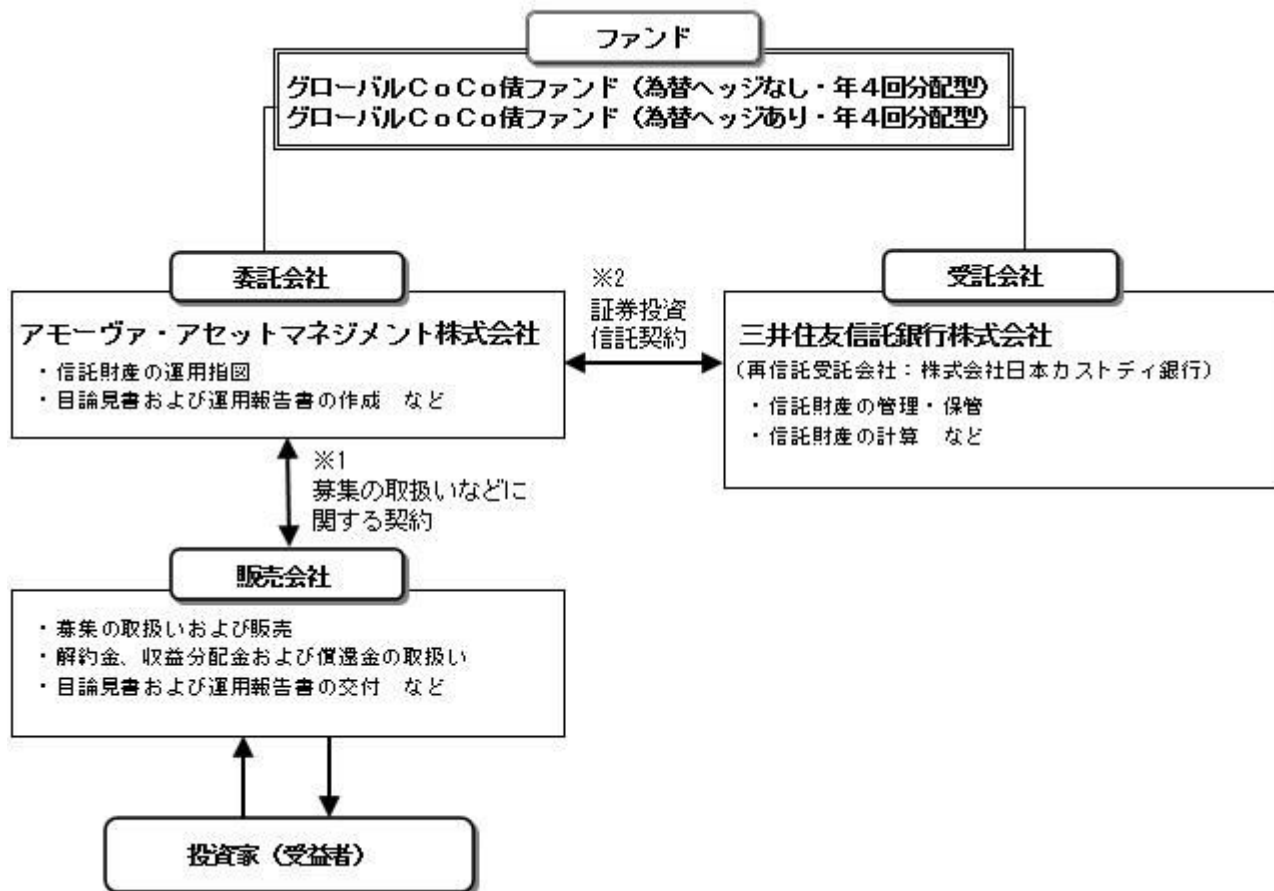 ファンド
グローバルCoCo債ファンド（為替ヘッジなし・年4回分配型）
グローバルCoCo債ファンド（為替ヘッジあり・年4回分配型）
委託会社
アモーヴァ・アセットマネジメント株式会社
・信託財産の運用指図
・目論見書および運用報告書の作成　など
※2
証券投資
信託契約
受託会社
三井住友信託銀行株式会社
（再信託受託会社：株式会社日本カストディ銀行）
・信託財産の管理・保管
・信託財産の計算　など
※1
募集の取扱いなどに
関する契約
販売会社
・募集の取扱いおよび販売
・解約金、収益分配金および償還金の取扱い
・目論見書および運用報告書の交付　など
投資家（受益者）